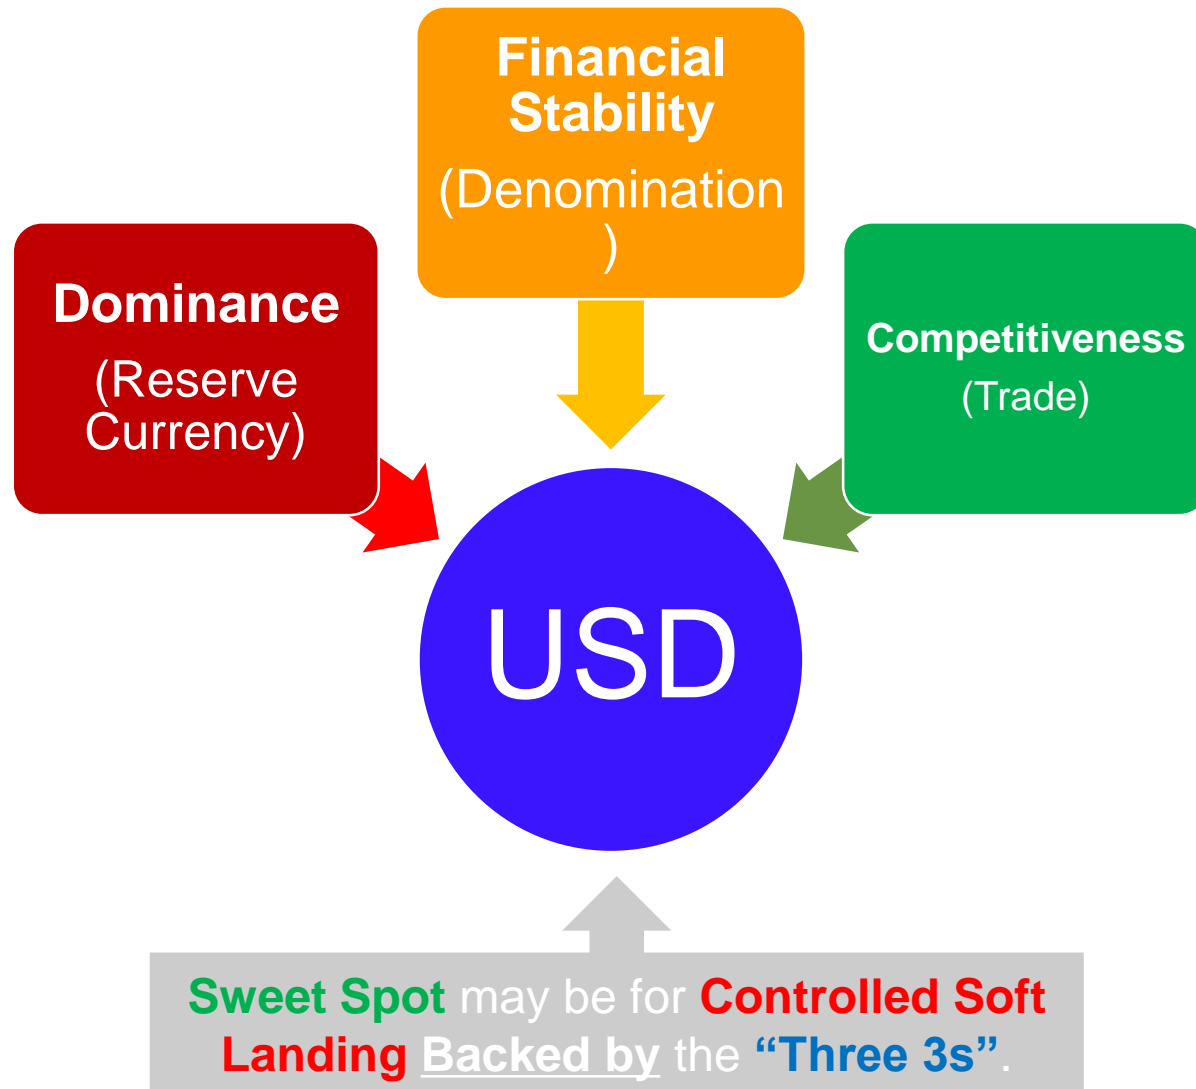 Financial
Stability
(Denomination
)
Dominance
(Reserve
Currency)
Competitiveness
(Trade)
USD
Sweet Spot may be for Controlled Soft
Landing Backed by the “Three 3s”.